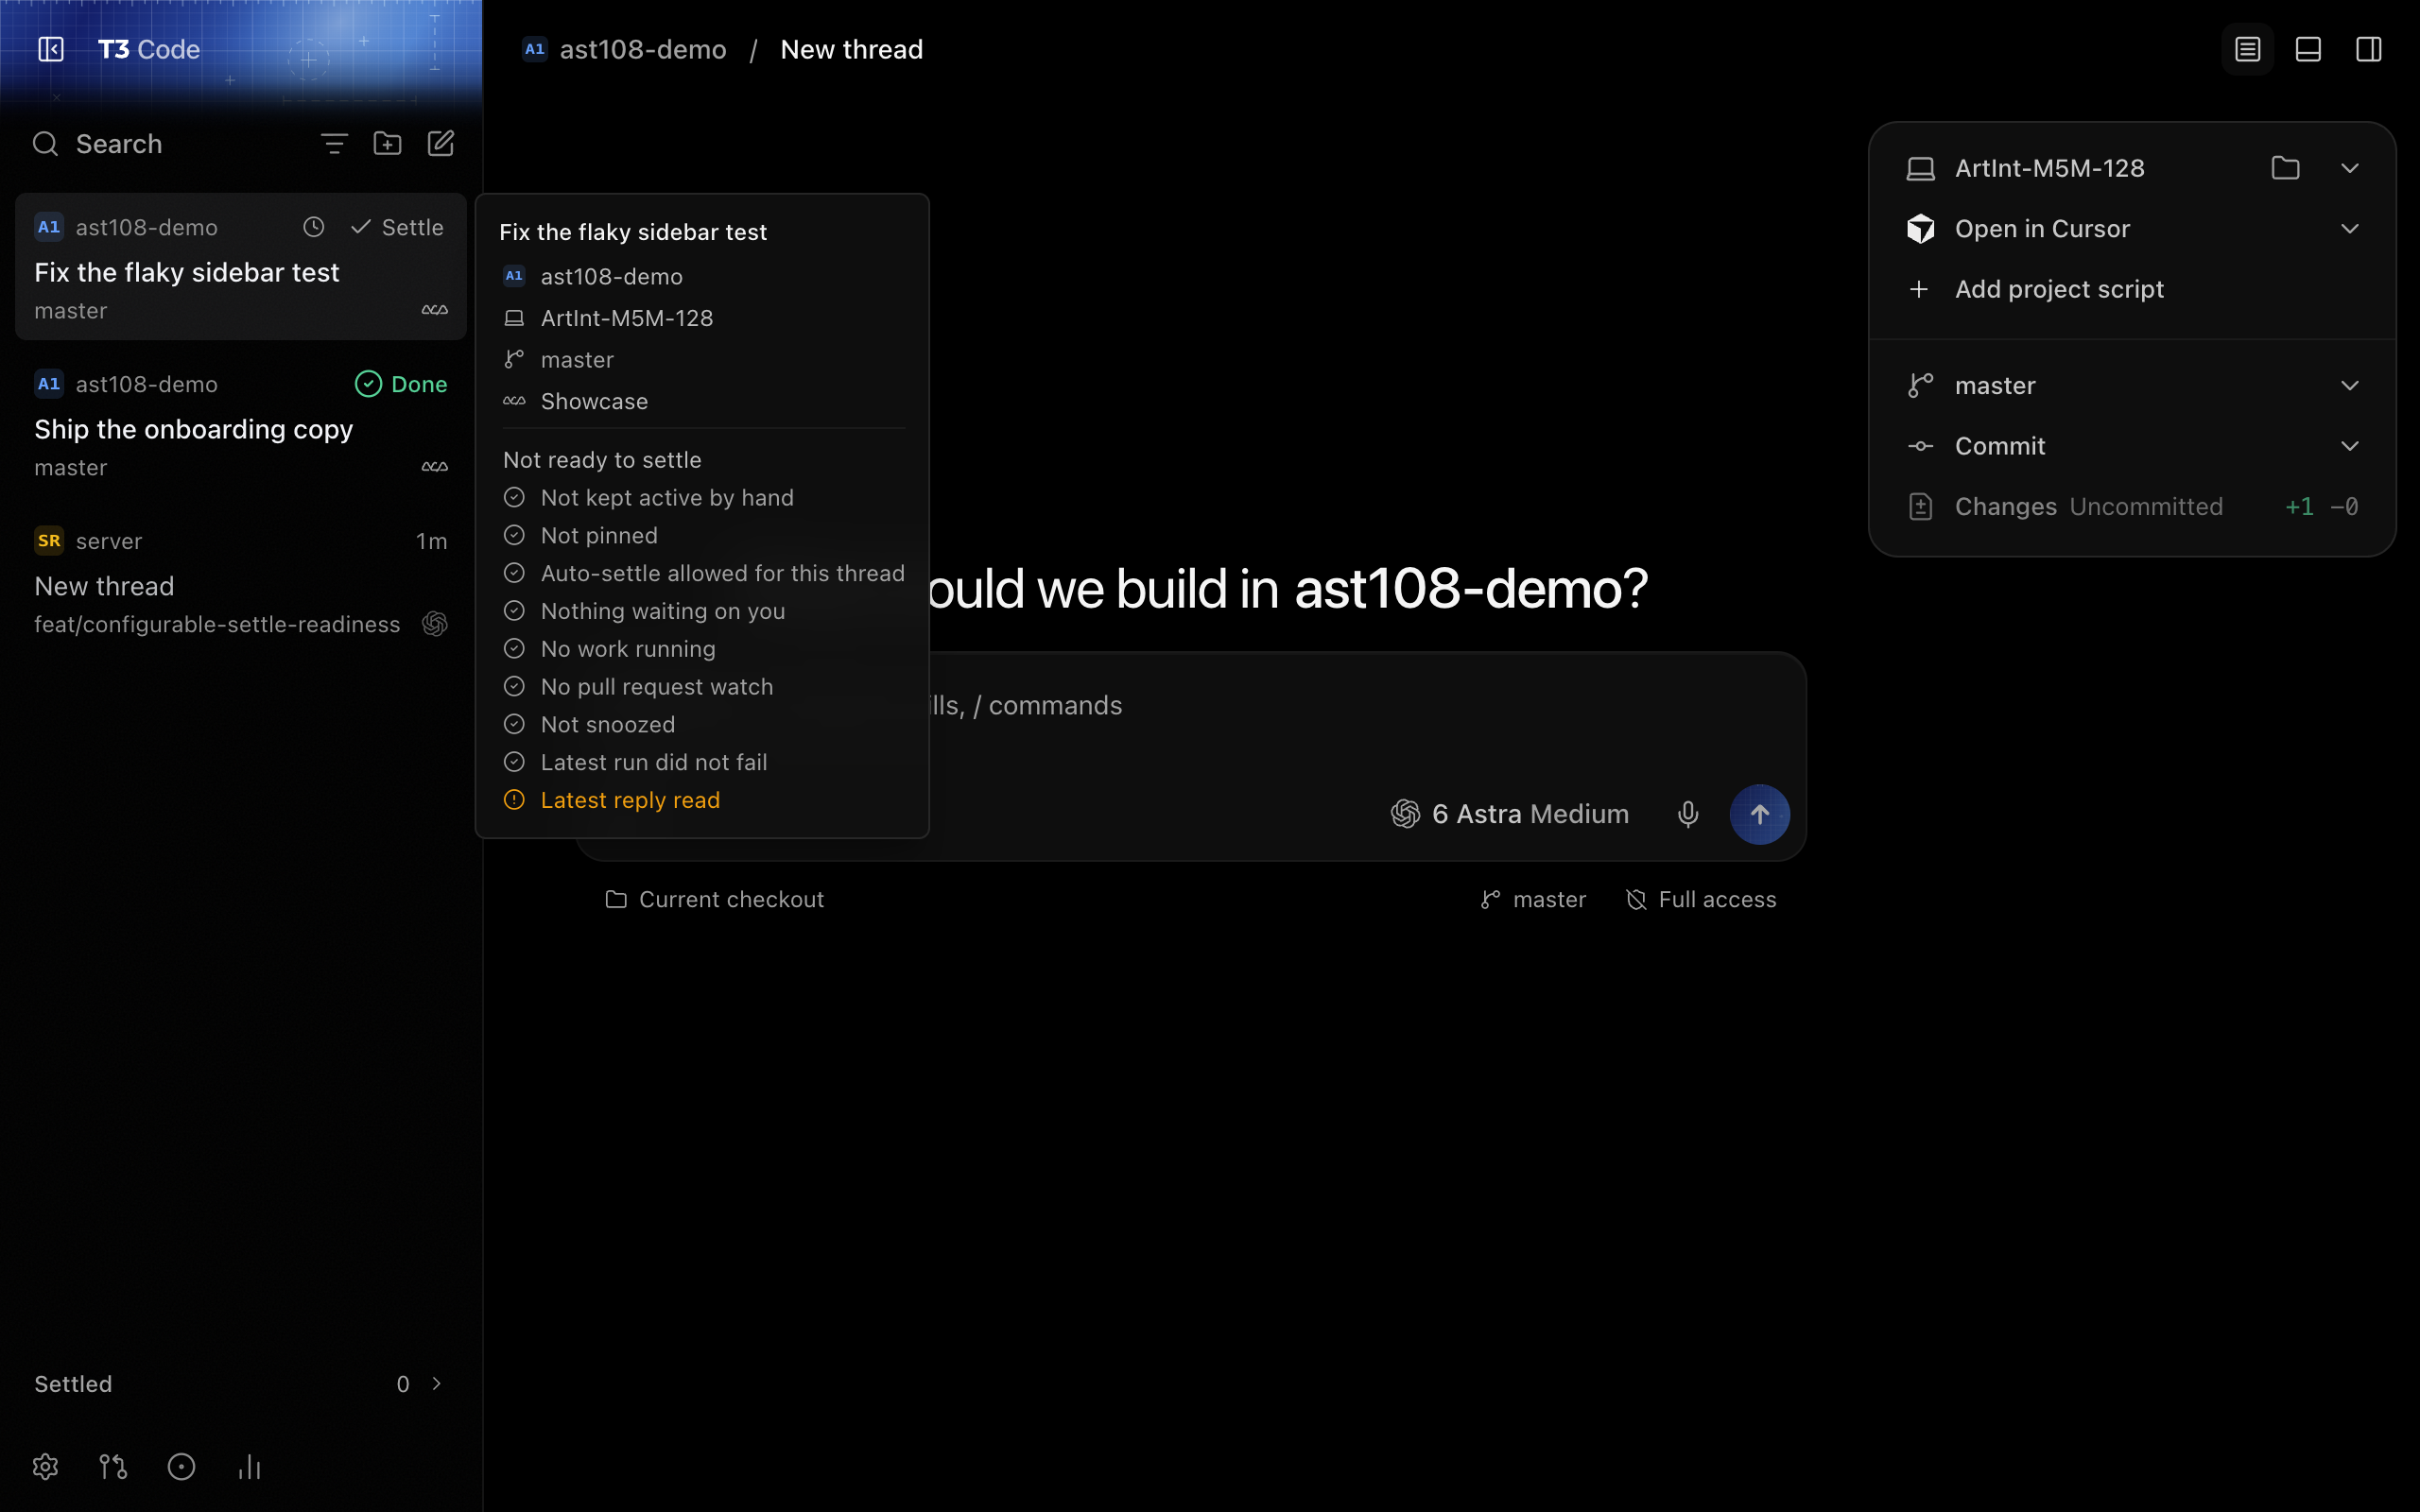 T3 Code
Search
A1 ast108-demo Settle
Fix the flaky sidebar test
master
A1 ast108-demo Done
Ship the onboarding copy
master
SR server 1m
New thread
feat/configurable-settle-readiness
Settled 0
A1 ast108-demo / New thread
Fix the flaky sidebar test
A1 ast108-demo
ArtInt-M5M-128
master
Showcase
Not ready to settle
Not kept active by hand
Not pinned
Auto-settle allowed for this thread
Nothing waiting on you
No work running
No pull request watch
Not snoozed
Latest run did not fail
Latest reply read
ould we build in ast108-demo?
ills, / commands
6 Astra Medium
Current checkout master Full access
ArtInt-M5M-128
Open in Cursor
Add project script
master
Commit
Changes Uncommitted +1 −0